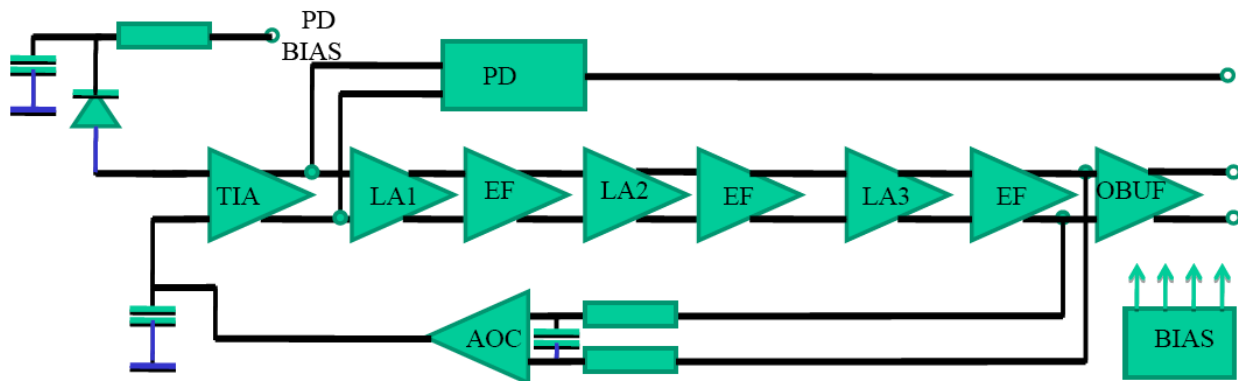 PD
BIAS
PD
TIA
LA1
EF
LA2
EF
LA3
EF
OBUF
AOC
BIAS